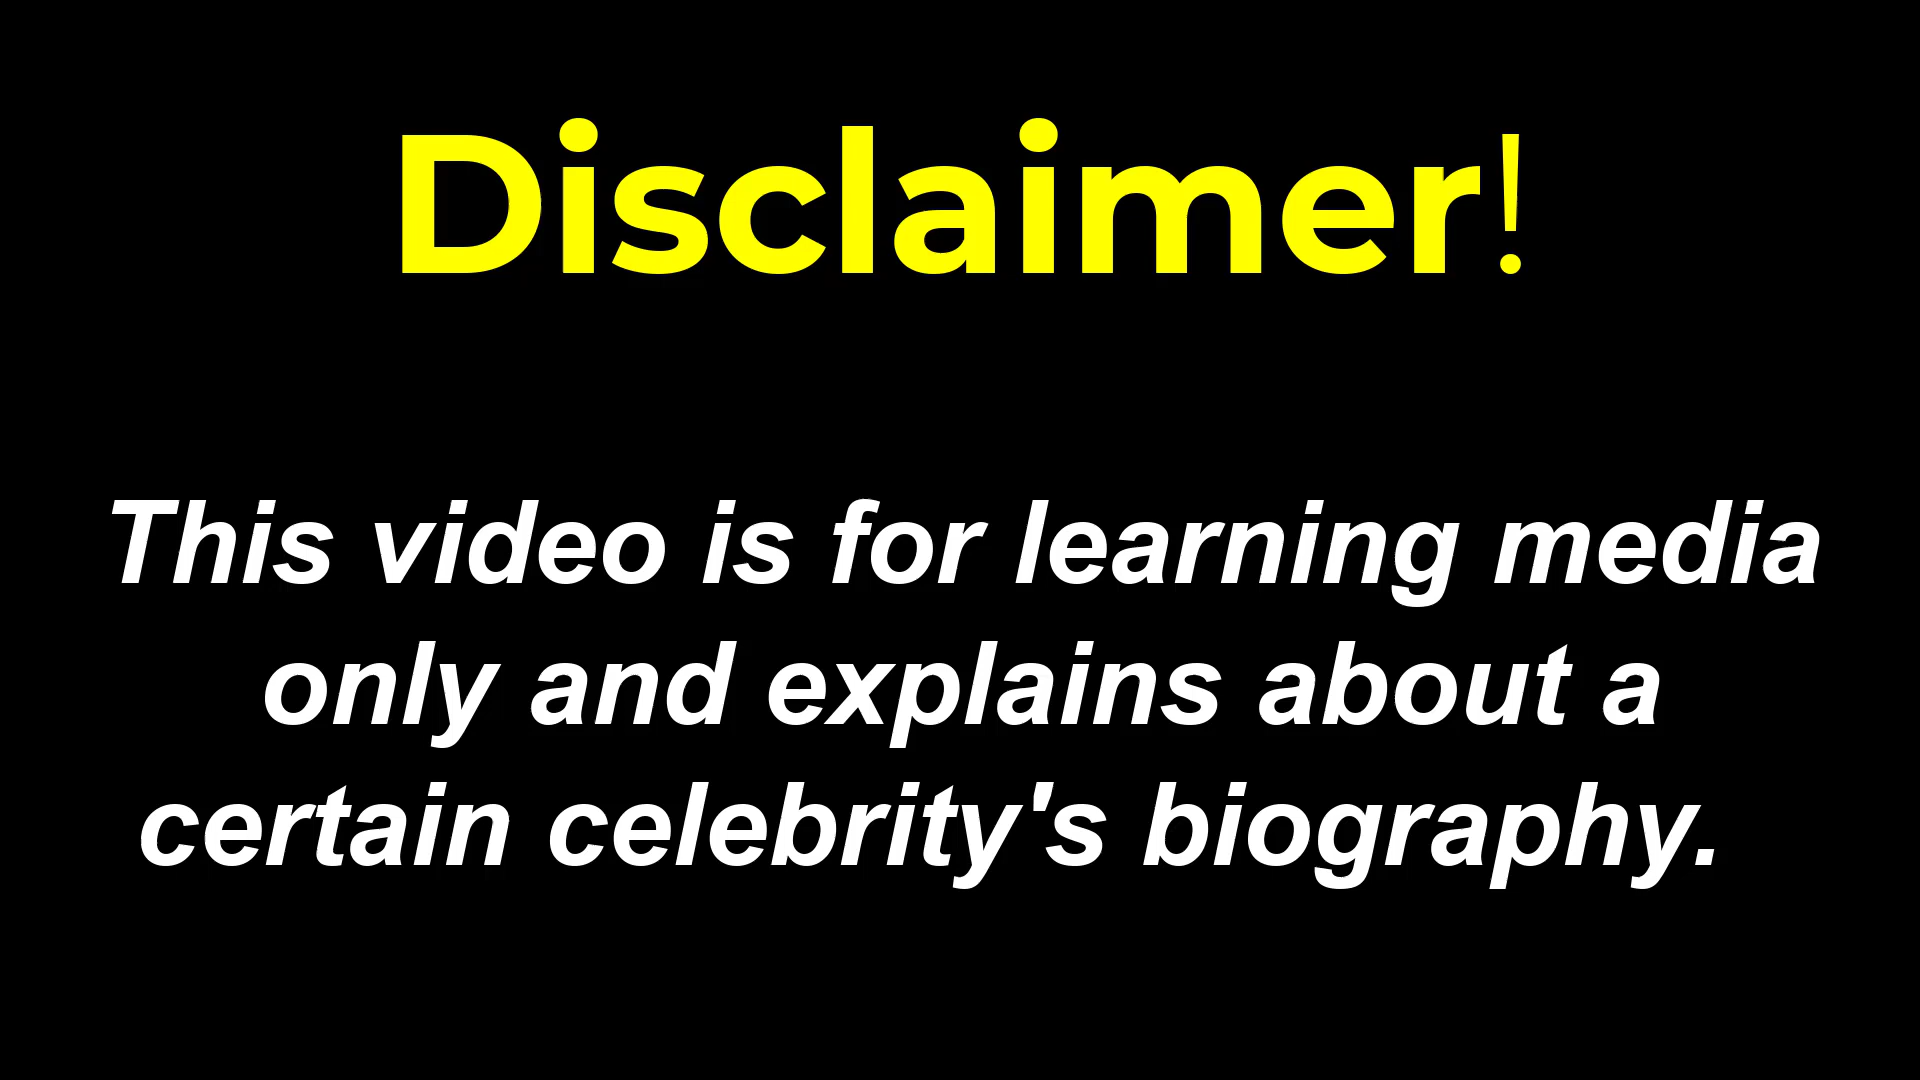 Disclaimer!
This video is for learning media
only and explains about a
certain celebrity's biography.